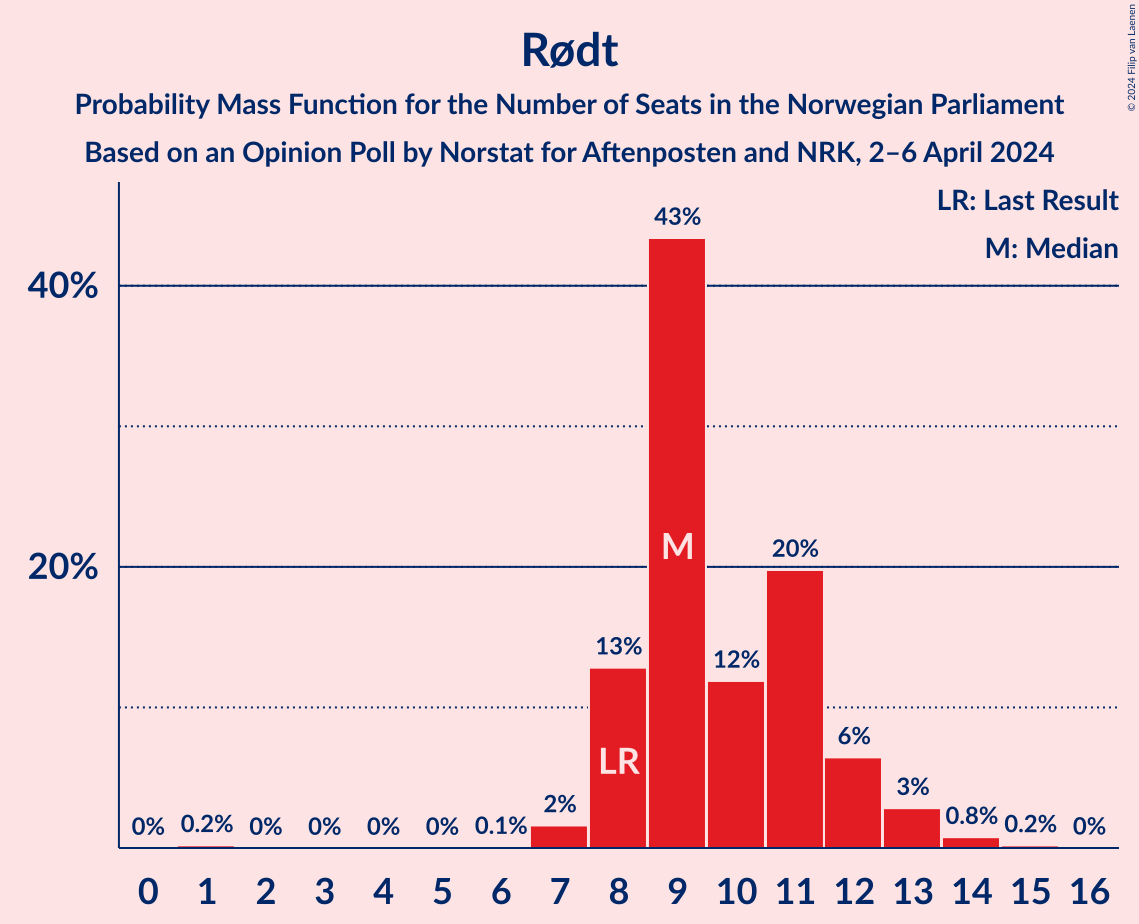 Rødt
Probability Mass Function for the Number of Seats in the Norwegian Parliament
Based on an Opinion Poll by Norstat for Aftenposten and NRK, 2–6 April 2024
© 2024 Filip van Laenen
LR: Last Result
M: Median
40%
20%
0%
0.2%
0%
0%
0%
0%
0.1%
2%
13%
43%
12%
20%
6%
3%
0.8%
0.2%
0%
LR
M
0 1 2 3 4 5 6 7 8 9 10 11 12 13 14 15 16